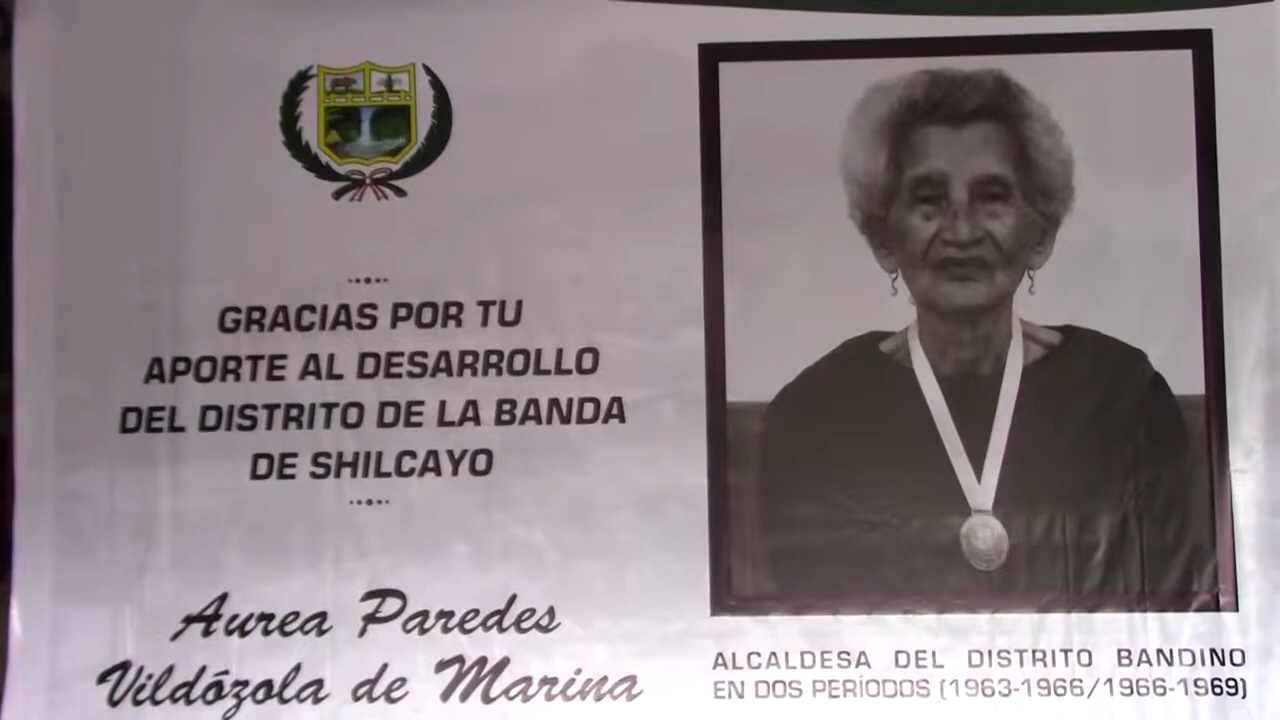 GRACIAS POR TU
APORTE AL DESARROLLO
DEL DISTRITO DE LA BANDA
DE SHILCAYO
Aurea Paredes
Vildózola de Marina
ALCALDESA DEL DISTRITO BANDINO
EN DOS PERÍODOS (1963-1966/1966-1969)